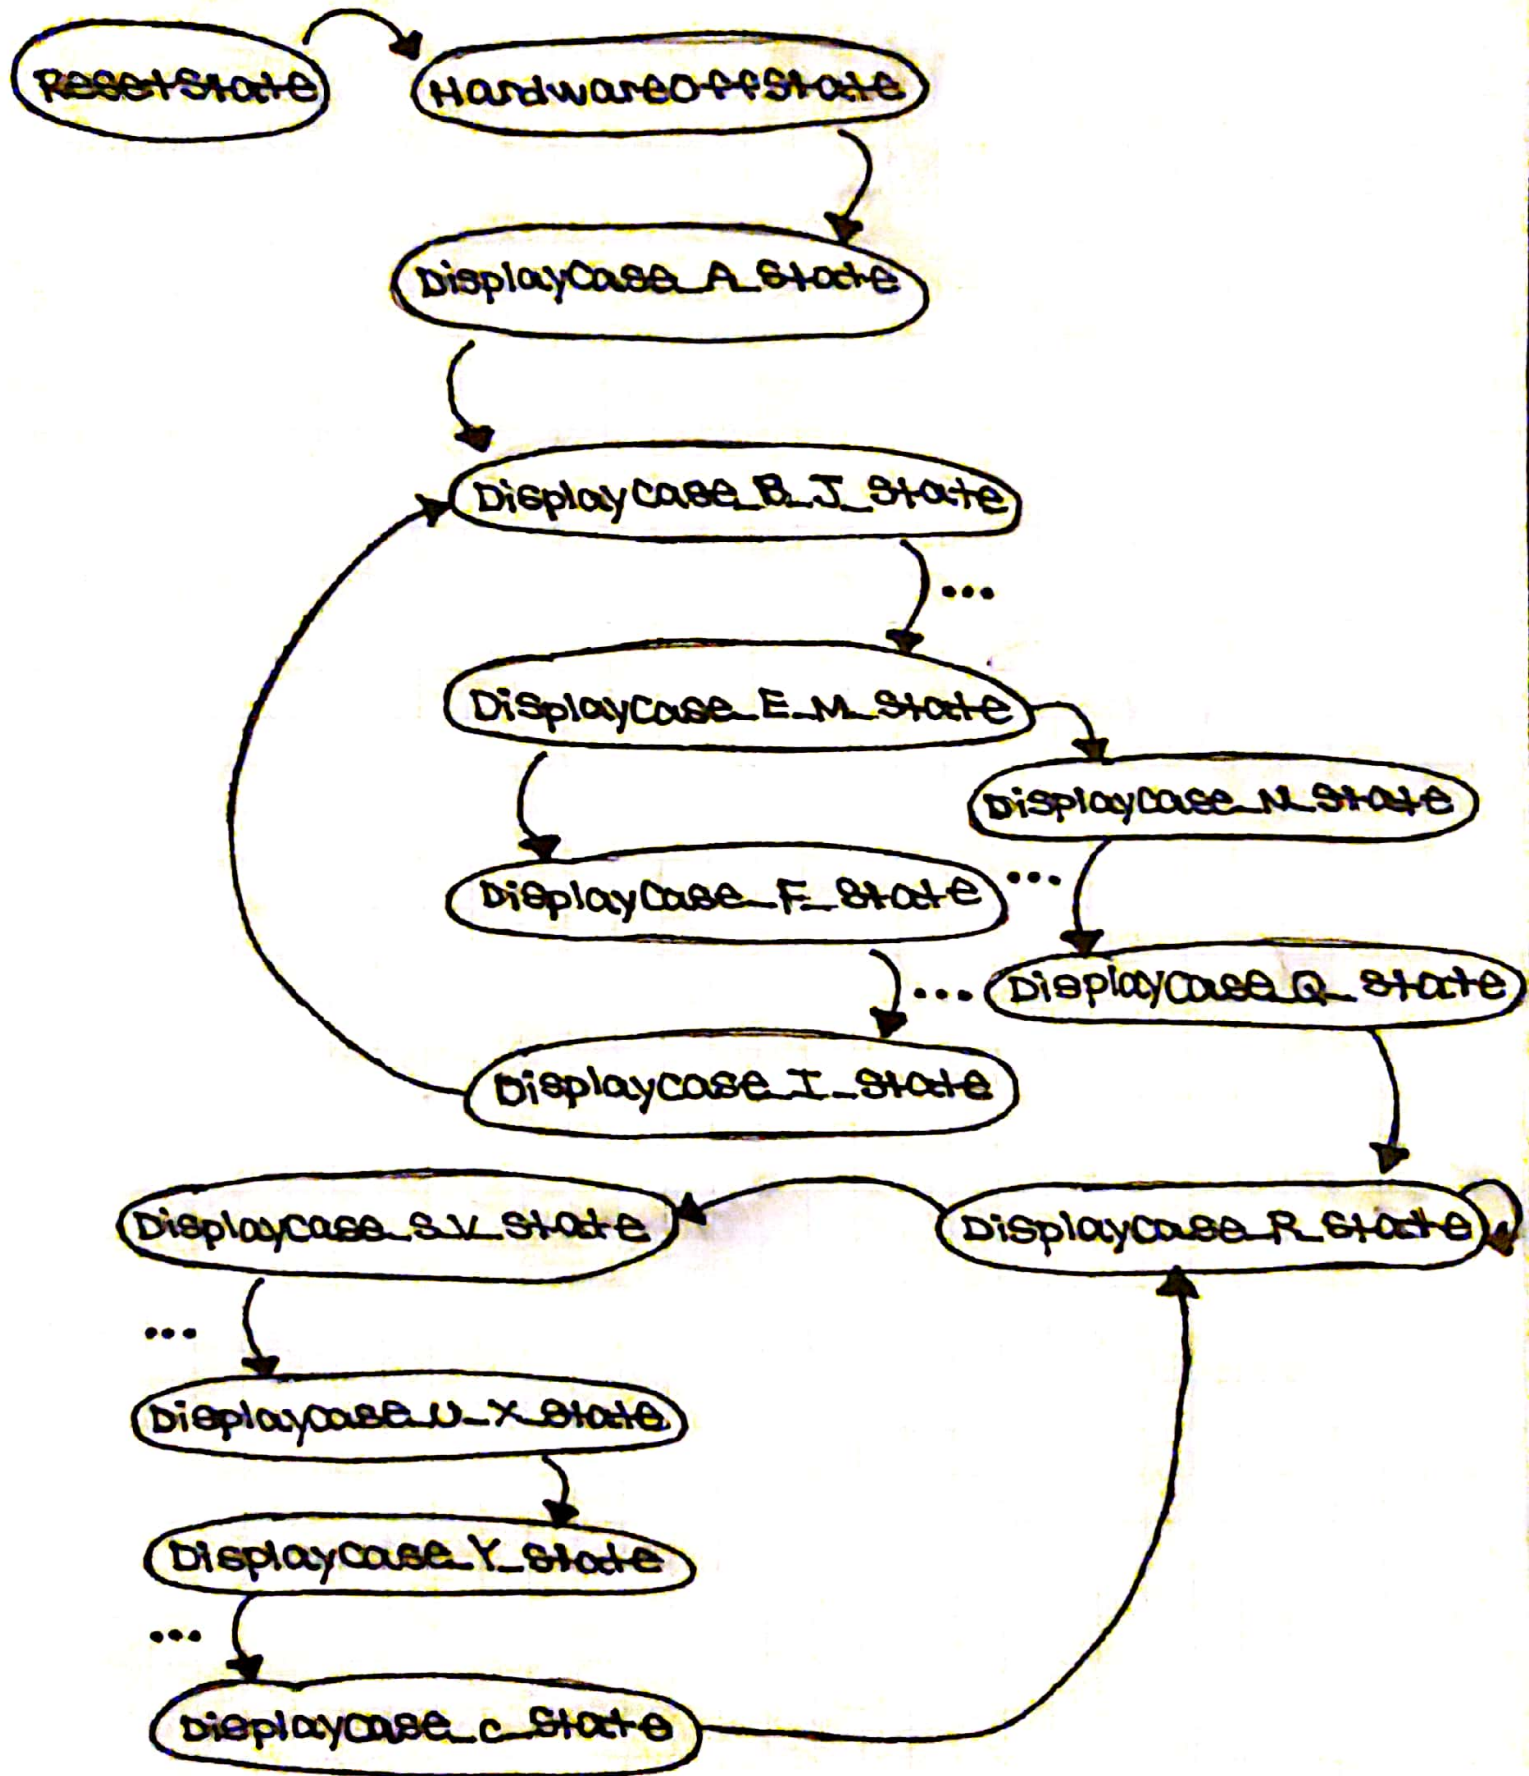 ResetState
HardwareOffState
DisplayCase_A_State
DisplayCase_B_J_State
...
DisplayCase_E_M_State
DisplayCase_N_State
DisplayCase_F_State
...
...
DisplayCase_Q_State
DisplayCase_I_State
DisplayCase_S_V_State
DisplayCase_R_State
...
DisplayCase_U_X_State
DisplayCase_Y_State
...
DisplayCase_c_State